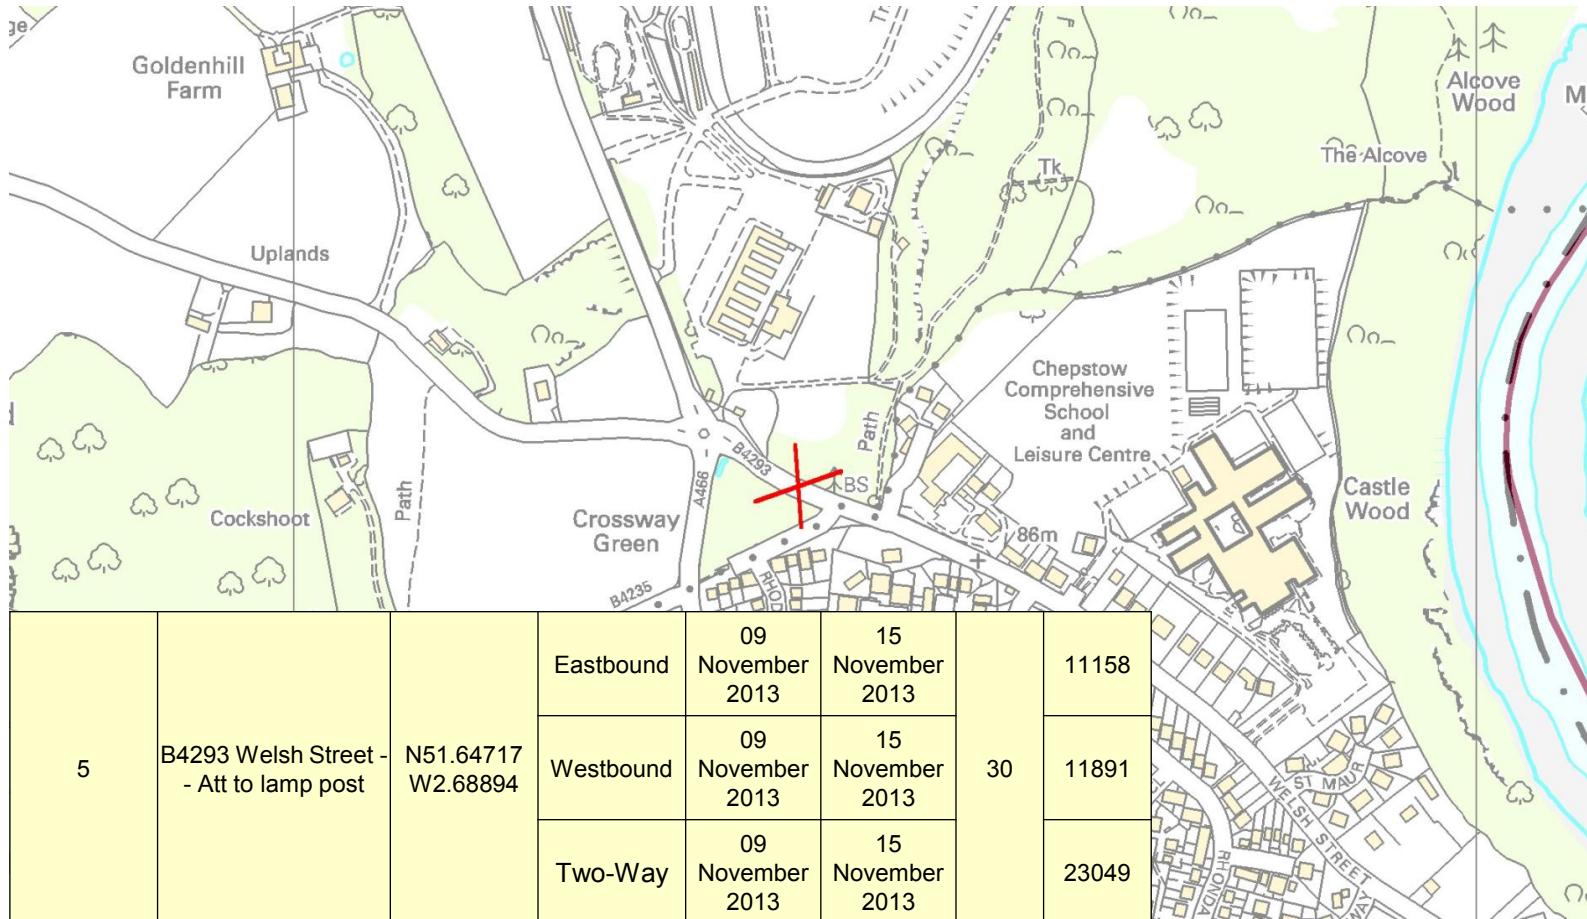 Goldenhill
Farm
Alcove
Wood
The Alcove
Tk
Uplands
Chepstow
Comprehensive
School
and
Leisure Centre
Path
B4293
BS
A466
Castle
Wood
Cockshoot
Path
Crossway
Green
86m
B4235
RHOD
5
B4293 Welsh Street -
- Att to lamp post
N51.64717
W2.68894
Eastbound
09
November
2013
15
November
2013
30
11158
Westbound
09
November
2013
15
November
2013
11891
Two-Way
09
November
2013
15
November
2013
23049
ST MAUR
WELSH STREET
RHONDA
WAY